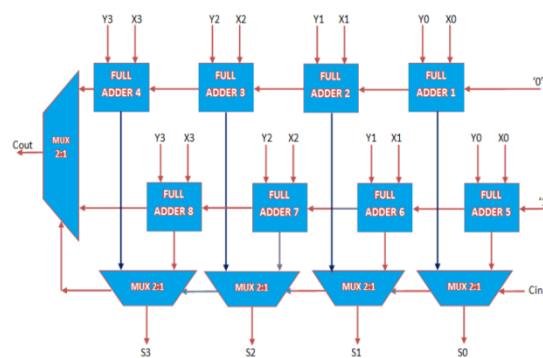 Y3 X3 Y2 X2 Y1 X1 Y0 X0
FULL ADDER 4
FULL ADDER 3
FULL ADDER 2
FULL ADDER 1
'0'
Cout
MUX 2:1
Y3 X3 Y2 X2 Y1 X1 Y0 X0
FULL ADDER 8
FULL ADDER 7
FULL ADDER 6
FULL ADDER 5
MUX 2:1 MUX 2:1 MUX 2:1 MUX 2:1
Cin
S3 S2 S1 S0